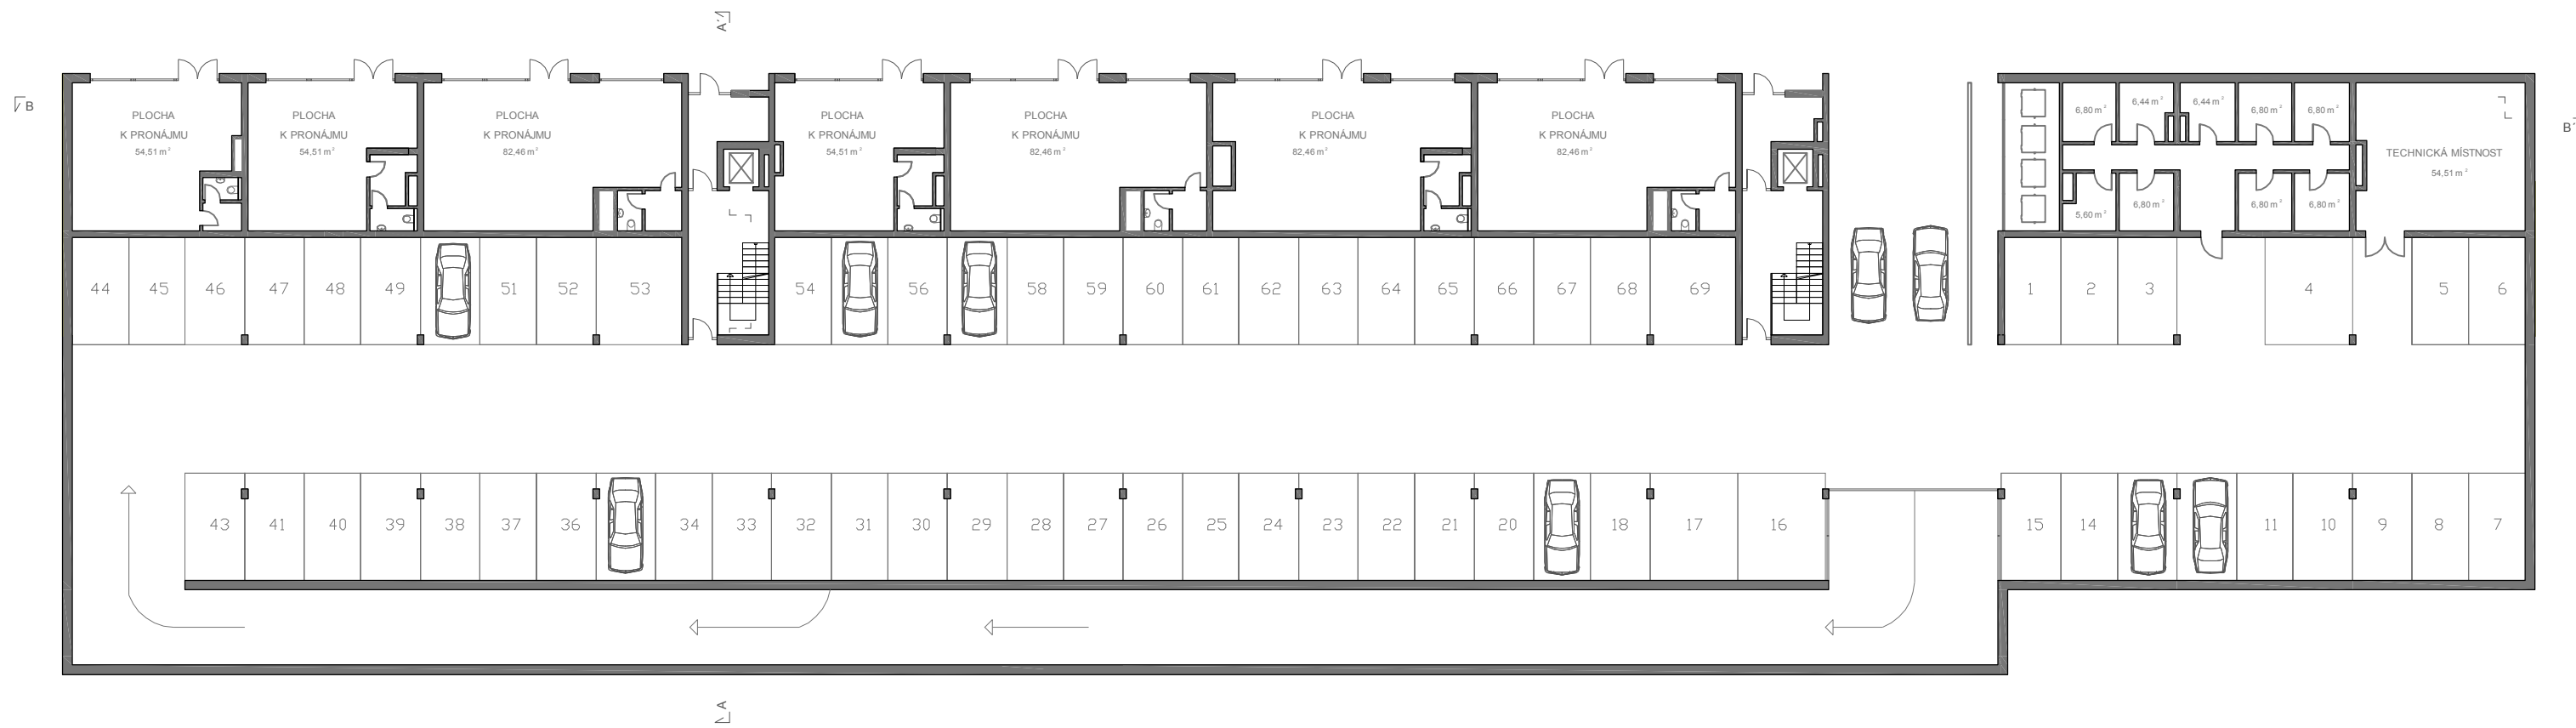 A'
B
B'
PLOCHA
K PRONÁJMU
54,51 m²
PLOCHA
K PRONÁJMU
54,51 m²
PLOCHA
K PRONÁJMU
82,46 m²
PLOCHA
K PRONÁJMU
54,51 m²
PLOCHA
K PRONÁJMU
82,46 m²
PLOCHA
K PRONÁJMU
82,46 m²
PLOCHA
K PRONÁJMU
82,46 m²
6,80 m²
6,44 m²
6,44 m²
6,80 m²
6,80 m²
TECHNICKÁ MÍSTNOST
54,51 m²
5,60 m²
6,80 m²
6,80 m²
6,80 m²
44 45 46 47 48 49 51 52 53 54 56 58 59 60 61 62 63 64 65 66 67 68 69 1 2 3 4 5 6
43 41 40 39 38 37 36 34 33 32 31 30 29 28 27 26 25 24 23 22 21 20 18 17 16 15 14 11 10 9 8 7
A